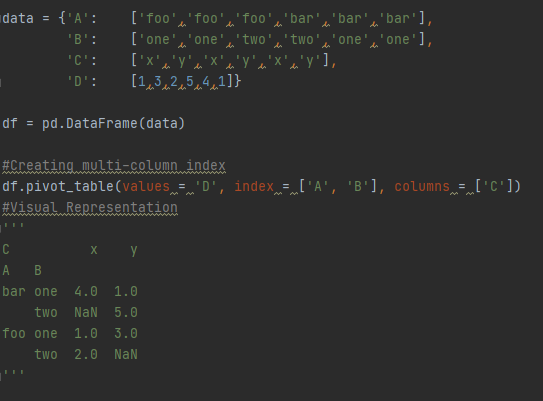 data = {'A':    ['foo','foo','foo','bar','bar','bar'],
        'B':    ['one','one','two','two','one','one'],
        'C':    ['x','y','x','y','x','y'],
        'D':    [1,3,2,5,4,1]}
df = pd.DataFrame(data)
#Creating multi-column index
df.pivot_table(values = 'D', index = ['A', 'B'], columns = ['C'])
#Visual Representation
'''
C          x    y
A   B
bar one  4.0  1.0
    two  NaN  5.0
foo one  1.0  3.0
    two  2.0  NaN
'''